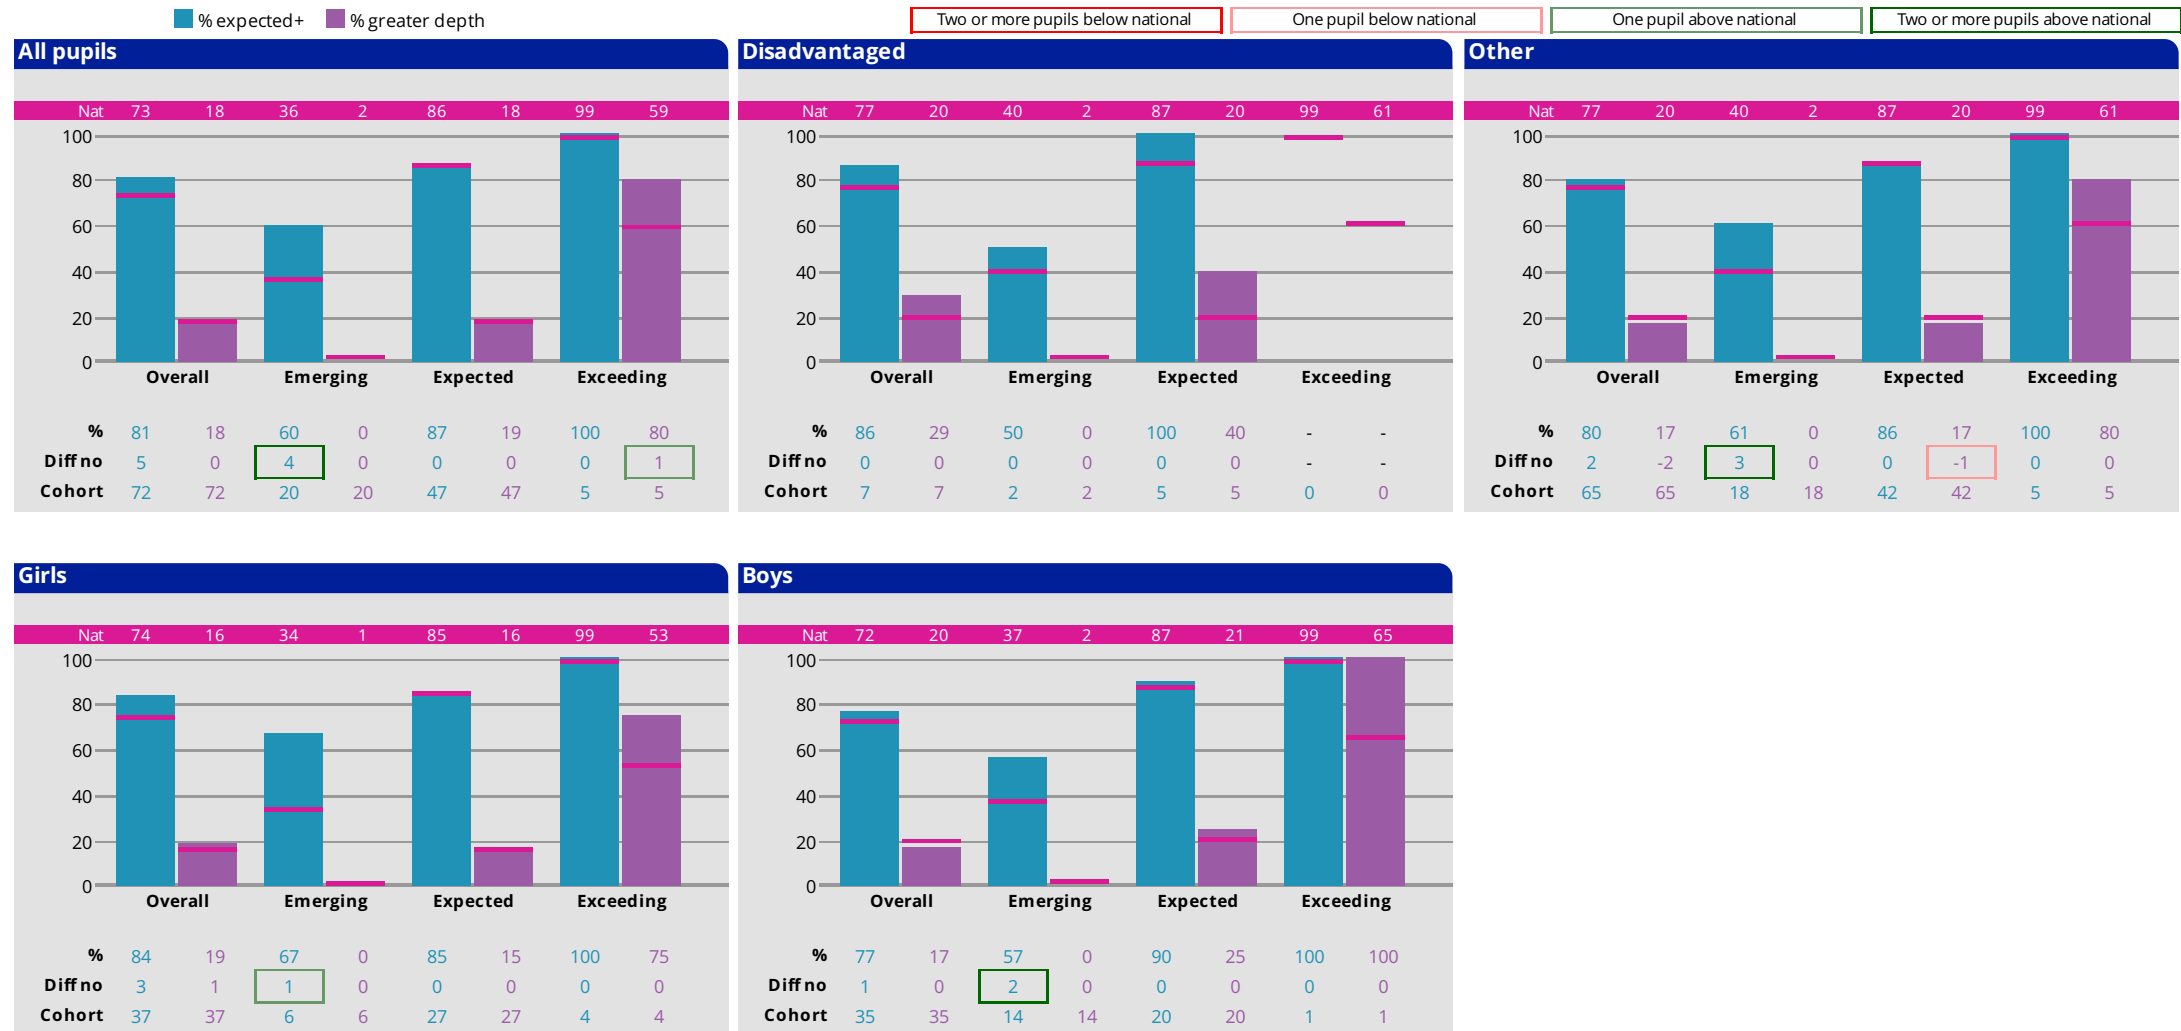 % expected+ % greater depth
Two or more pupils below national One pupil below national One pupil above national Two or more pupils above national
All pupils
Nat 73 18 36 2 86 18 99 59
100
80
60
40
20
0
Overall Emerging Expected Exceeding
% 81 18 60 0 87 19 100 80
Diff no 5 0 4 0 0 0 0 1
Cohort 72 72 20 20 47 47 5 5
Disadvantaged
Nat 77 20 40 2 87 20 99 61
100
80
60
40
20
0
Overall Emerging Expected Exceeding
% 86 29 50 0 100 40 - -
Diff no 0 0 0 0 0 0 - -
Cohort 7 7 2 2 5 5 0 0
Other
Nat 77 20 40 2 87 20 99 61
100
80
60
40
20
0
Overall Emerging Expected Exceeding
% 80 17 61 0 86 17 100 80
Diff no 2 -2 3 0 0 -1 0 0
Cohort 65 65 18 18 42 42 5 5
Girls
Nat 74 16 34 1 85 16 99 53
100
80
60
40
20
0
Overall Emerging Expected Exceeding
% 84 19 67 0 85 15 100 75
Diff no 3 1 1 0 0 0 0 0
Cohort 37 37 6 6 27 27 4 4
Boys
Nat 72 20 37 2 87 21 99 65
100
80
60
40
20
0
Overall Emerging Expected Exceeding
% 77 17 57 0 90 25 100 100
Diff no 1 0 2 0 0 0 0 0
Cohort 35 35 14 14 20 20 1 1